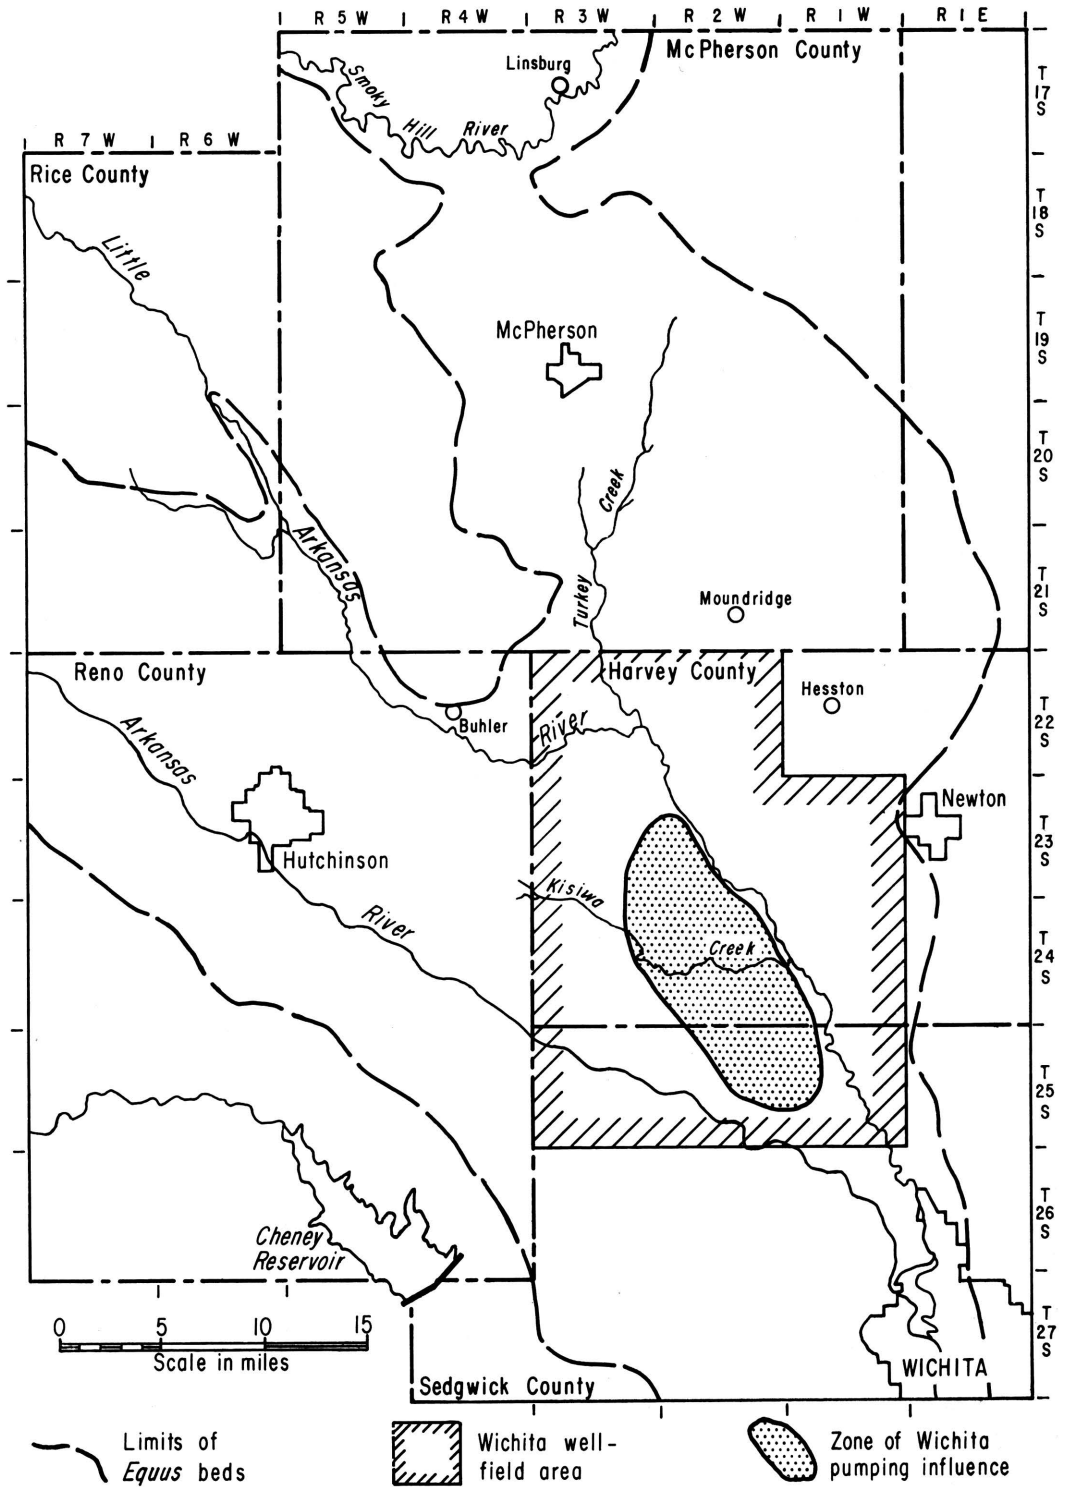 R 5 W
R 4 W
R 3 W
R 2 W
R 1 W
R 1 E
McPherson County
Linsburg
Smoky
Hill
River
T
17
S
R 7 W
R 6 W
Rice County
T
18
S
Little
McPherson
T
19
S
T
20
S
Creek
Arkansas
Turkey
Moundridge
T
21
S
Reno County
Harvey County
Hesston
Buhler
River
T
22
S
Arkansas
Newton
Hutchinson
T
23
S
Kisiwa
River
Creek
T
24
S
T
25
S
Cheney
Reservoir
T
26
S
0 5 10 15
Scale in miles
T
27
S
WICHITA
Sedgwick County
Limits of
Equus beds
Wichita well-
field area
Zone of Wichita
pumping influence